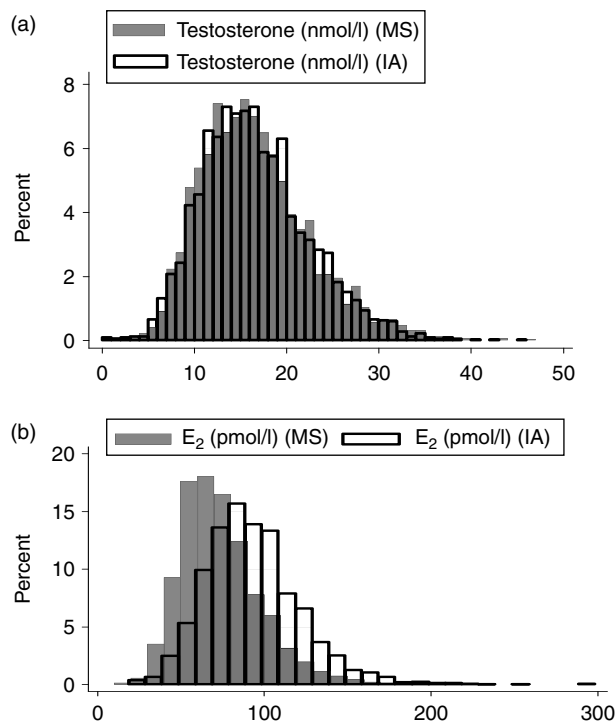 (a)
Testosterone (nmol/l) (MS)
Testosterone (nmol/l) (IA)
8
6
4
2
0
Percent
0 10 20 30 40 50
(b)
E₂ (pmol/l) (MS) E₂ (pmol/l) (IA)
20
15
10
5
0
Percent
0 100 200 300